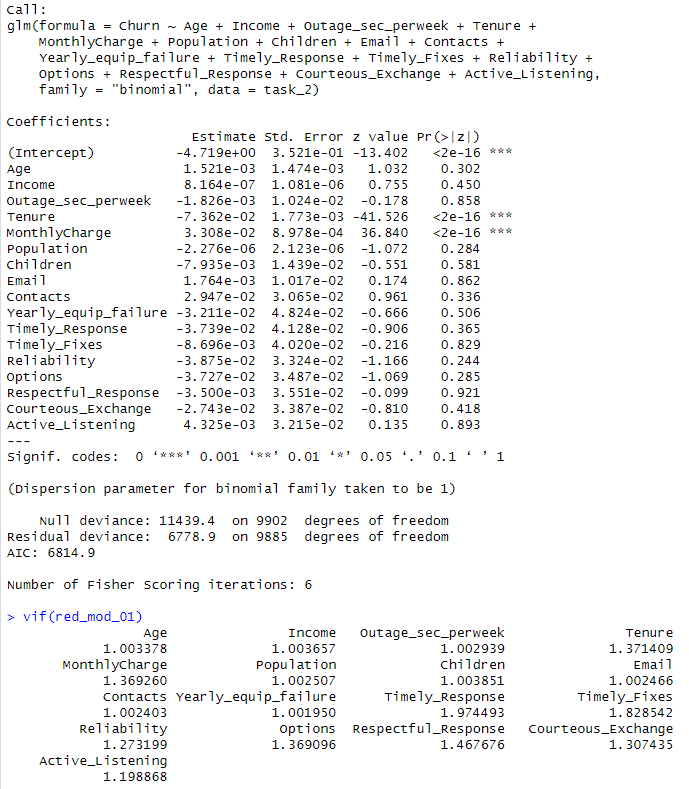 Call:
glm(formula = Churn ~ Age + Income + Outage_sec_perweek + Tenure +
    MonthlyCharge + Population + Children + Email + Contacts +
    Yearly_equip_failure + Timely_Response + Timely_Fixes + Reliability +
    Options + Respectful_Response + Courteous_Exchange + Active_Listening,
    family = "binomial", data = task_2)

Coefficients:
                       Estimate Std. Error z value Pr(>|z|)
(Intercept)          -4.719e+00  3.521e-01 -13.402   <2e-16 ***
Age                   1.521e-03  1.474e-03   1.032    0.302
Income                8.164e-07  1.081e-06   0.755    0.450
Outage_sec_perweek   -1.826e-03  1.024e-02  -0.178    0.858
Tenure               -7.362e-02  1.773e-03 -41.526   <2e-16 ***
MonthlyCharge         3.308e-02  8.978e-04  36.840   <2e-16 ***
Population           -2.276e-06  2.123e-06  -1.072    0.284
Children             -7.935e-03  1.439e-02  -0.551    0.581
Email                 1.764e-03  1.017e-02   0.174    0.862
Contacts              2.947e-02  3.065e-02   0.961    0.336
Yearly_equip_failure -3.211e-02  4.824e-02  -0.666    0.506
Timely_Response      -3.739e-02  4.128e-02  -0.906    0.365
Timely_Fixes         -8.696e-03  4.020e-02  -0.216    0.829
Reliability          -3.875e-02  3.324e-02  -1.166    0.244
Options              -3.727e-02  3.487e-02  -1.069    0.285
Respectful_Response  -3.500e-03  3.551e-02  -0.099    0.921
Courteous_Exchange   -2.743e-02  3.387e-02  -0.810    0.418
Active_Listening      4.325e-03  3.215e-02   0.135    0.893
---
Signif. codes:  0 ‘***’ 0.001 ‘**’ 0.01 ‘*’ 0.05 ‘.’ 0.1 ‘ ’ 1

(Dispersion parameter for binomial family taken to be 1)

    Null deviance: 11439.4  on 9902  degrees of freedom
Residual deviance:  6778.9  on 9885  degrees of freedom
AIC: 6814.9

Number of Fisher Scoring iterations: 6

> vif(red_mod_01)
                 Age               Income   Outage_sec_perweek               Tenure
            1.003378             1.003657             1.002939             1.371409
       MonthlyCharge           Population             Children                Email
            1.369260             1.002507             1.003851             1.002466
            Contacts Yearly_equip_failure      Timely_Response         Timely_Fixes
            1.002403             1.001950             1.974493             1.828542
         Reliability              Options  Respectful_Response   Courteous_Exchange
            1.273199             1.369096             1.467676             1.307435
    Active_Listening
            1.198868